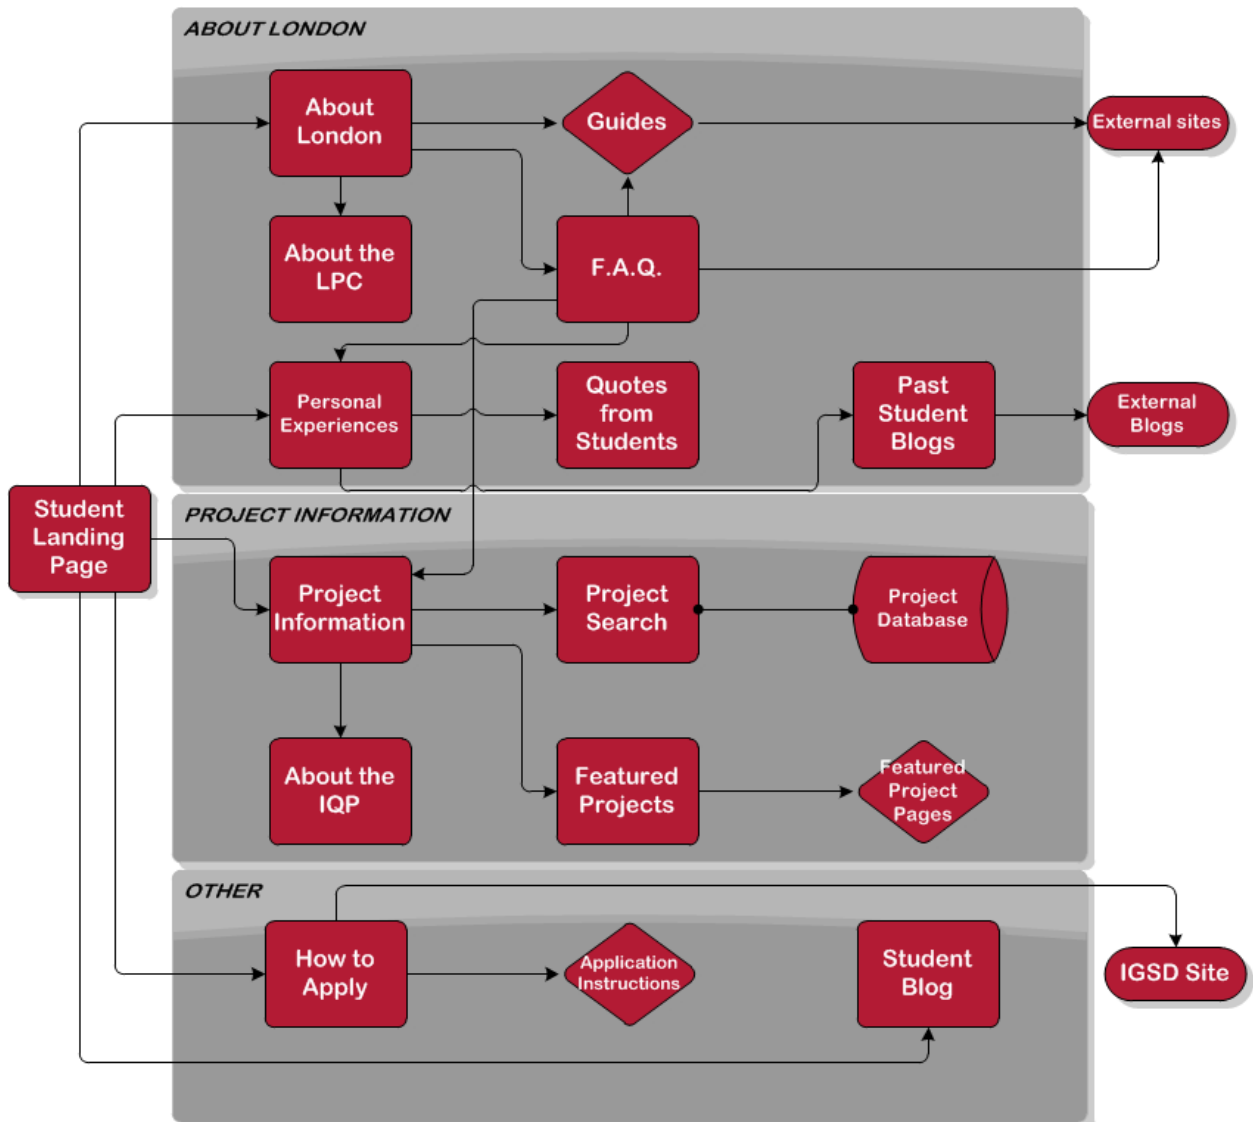 ABOUT LONDON
About
London
Guides
External sites
About the
LPC
F.A.Q.
Personal
Experiences
Quotes
from
Students
Past
Student
Blogs
External
Blogs
Student
Landing
Page
PROJECT INFORMATION
Project
Information
Project
Search
Project
Database
About the
IQP
Featured
Projects
Featured
Project
Pages
OTHER
How to
Apply
Application
Instructions
Student
Blog
IGSD Site